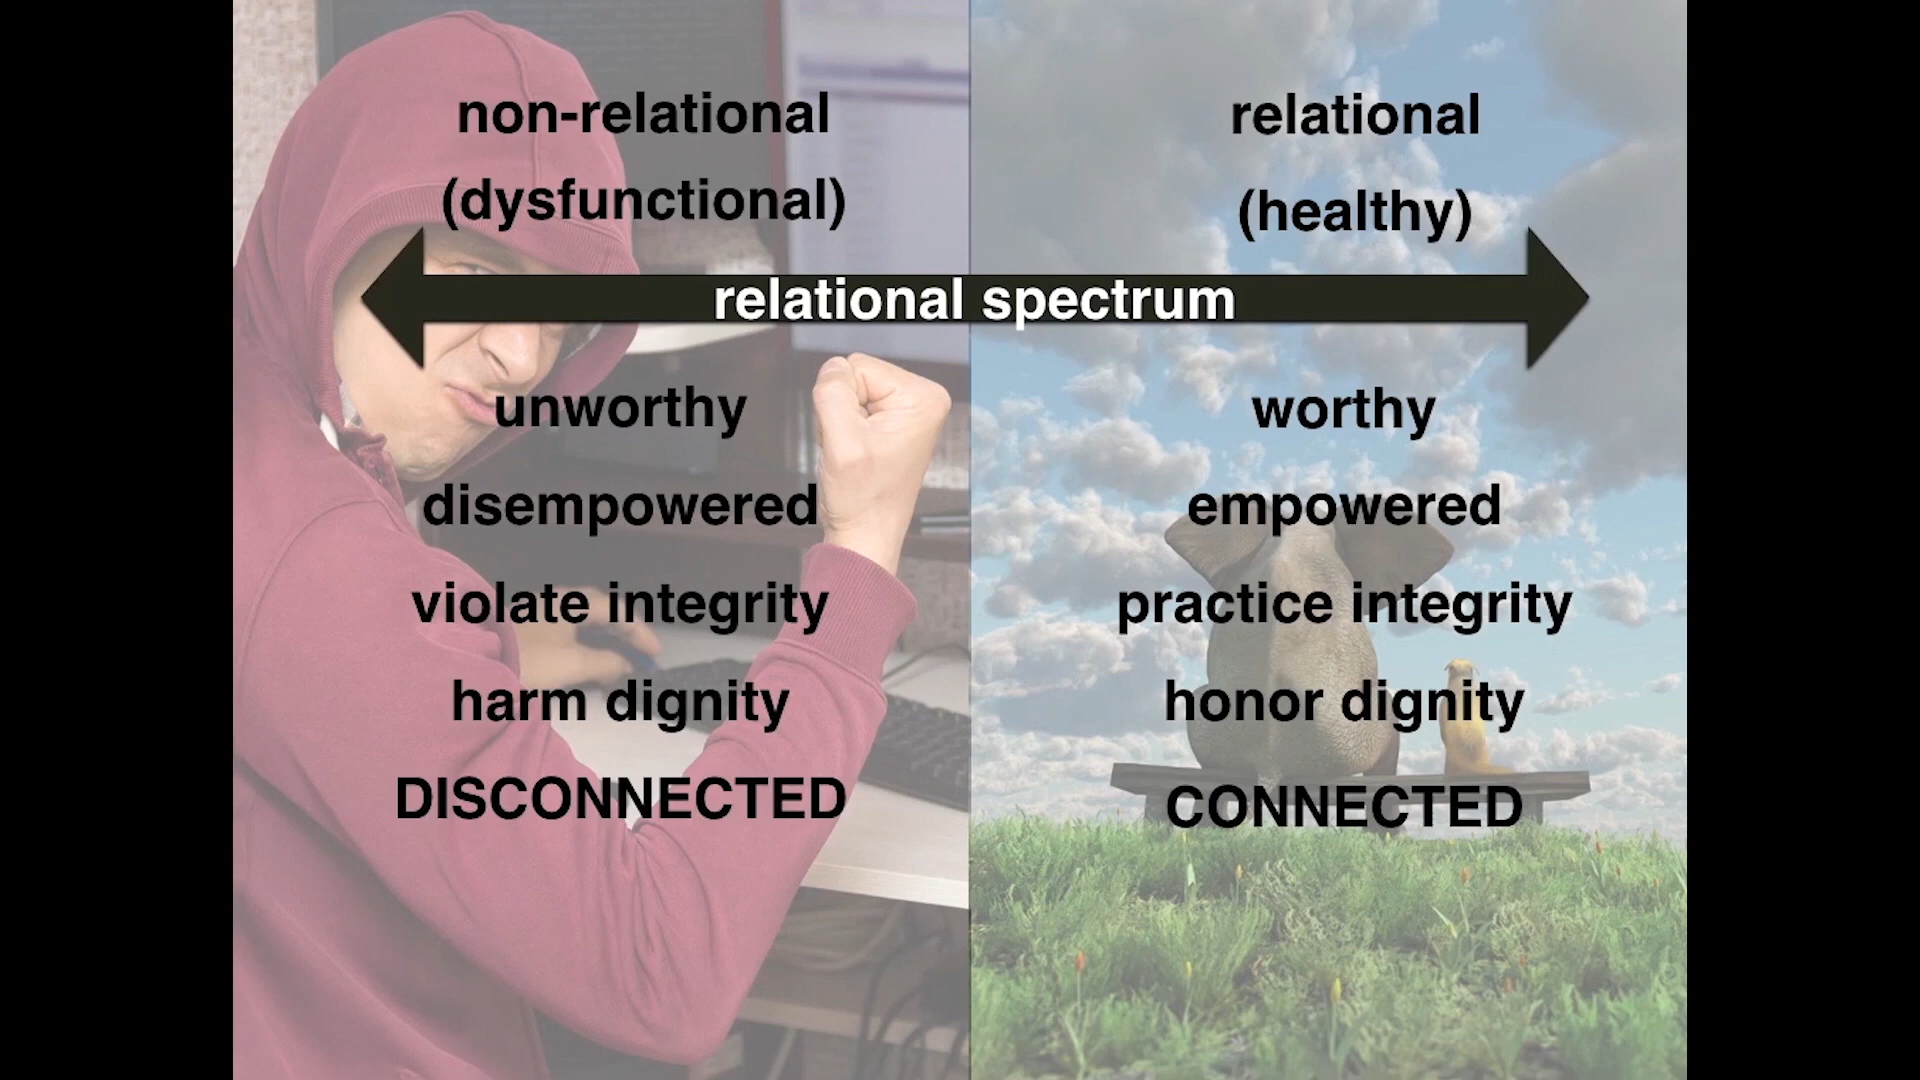 non-relational
(dysfunctional)
relational
(healthy)
relational spectrum
unworthy
disempowered
violate integrity
harm dignity
DISCONNECTED
worthy
empowered
practice integrity
honor dignity
CONNECTED